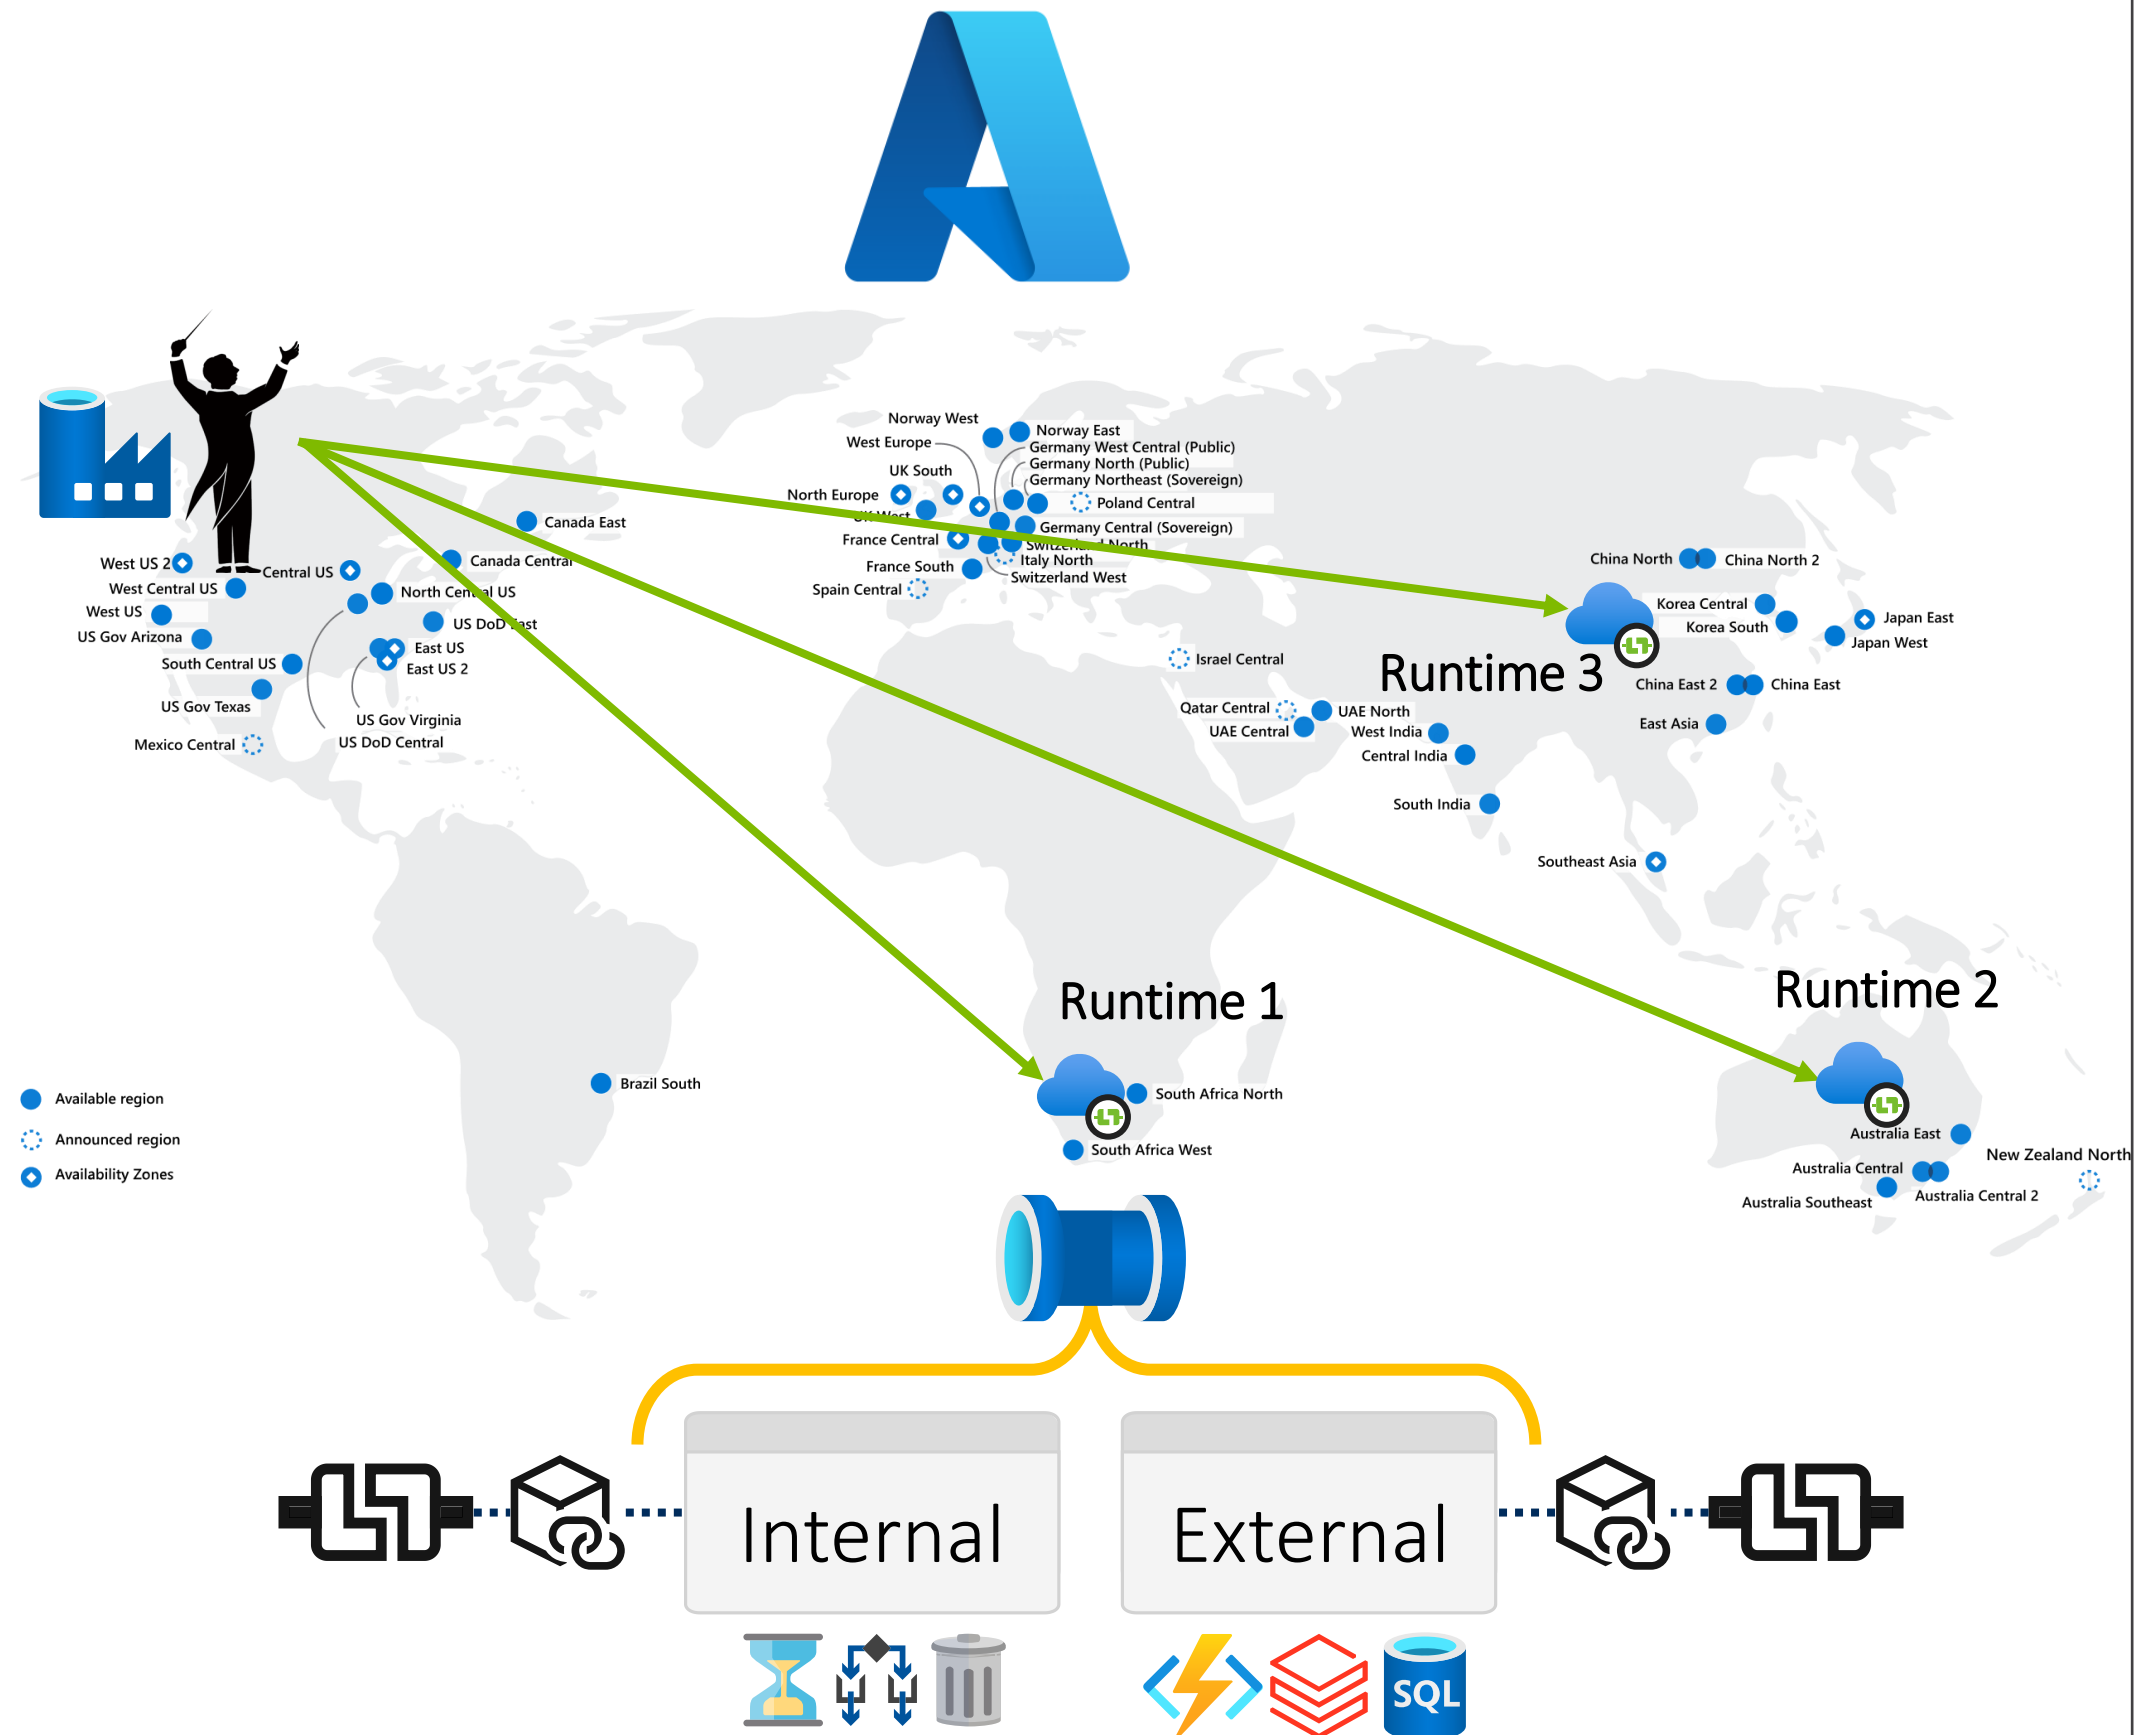 Norway West
Norway East
West Europe
Germany West Central (Public)
Germany North (Public)
Germany Northeast (Sovereign)
UK South
North Europe
Poland Central
UK West
Germany Central (Sovereign)
France Central
Switzerland North
Italy North
France South
Switzerland West
Spain Central
Canada East
Canada Central
West US 2
Central US
West Central US
North Central US
West US
US DoD East
US Gov Arizona
East US
South Central US
East US 2
US Gov Texas
US Gov Virginia
Mexico Central
US DoD Central
China North
China North 2
Korea Central
Japan East
Korea South
Japan West
Israel Central
Runtime 3
China East 2
China East
Qatar Central
UAE North
East Asia
UAE Central
West India
Central India
South India
Southeast Asia
Runtime 1
Runtime 2
Brazil South
South Africa North
South Africa West
Available region
Announced region
Availability Zones
Australia East
New Zealand North
Australia Central
Australia Central 2
Australia Southeast
Internal
External
SQL